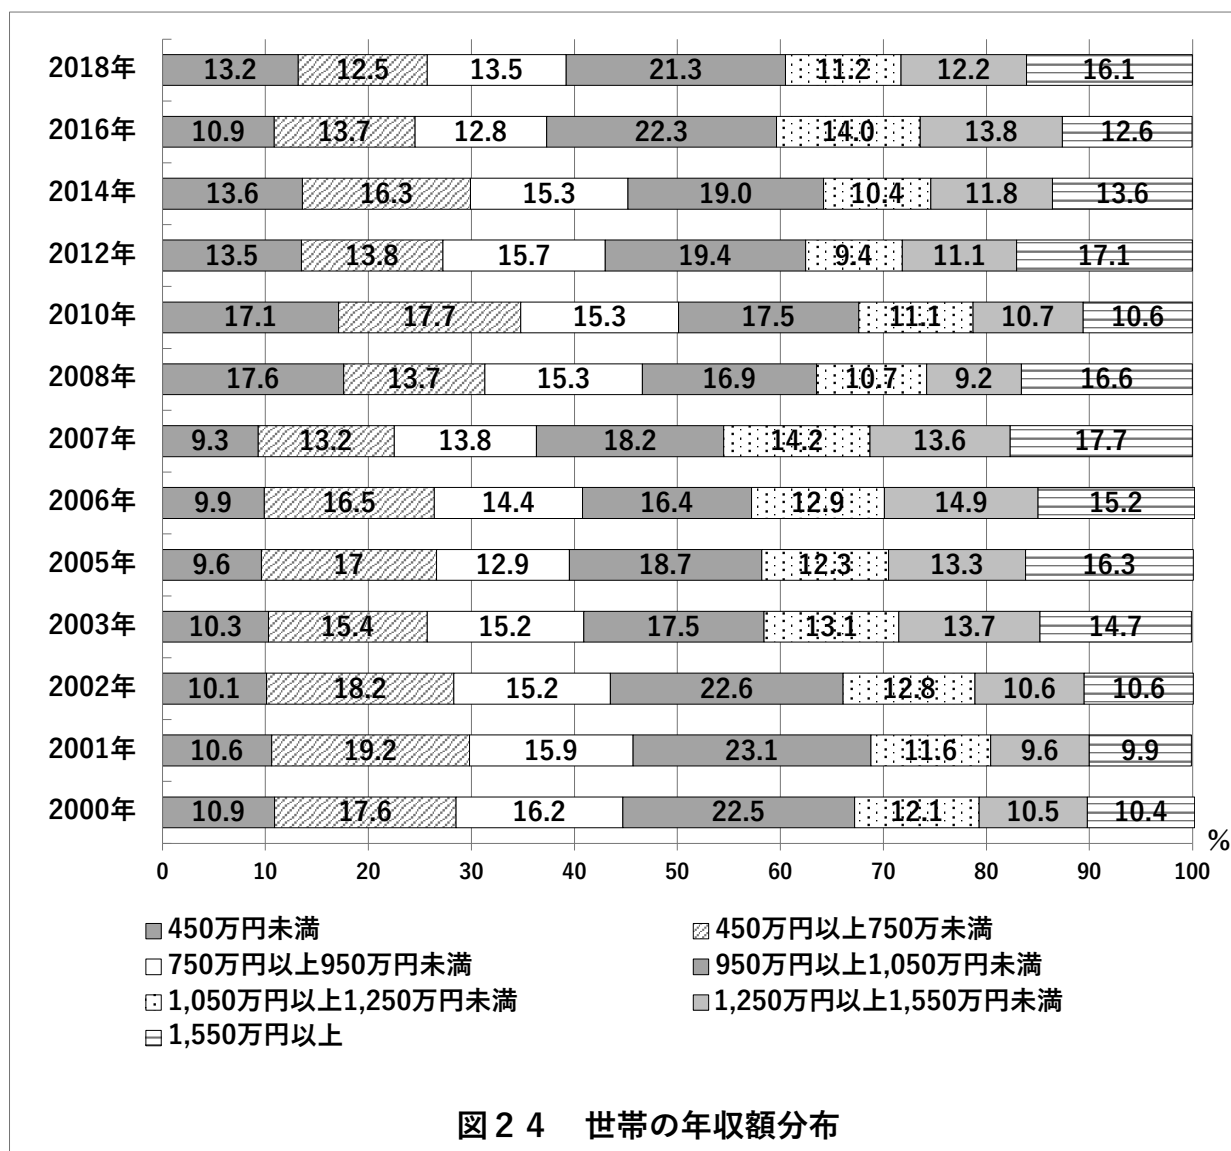 2018年 13.2 12.5 13.5 21.3 11.2 12.2 16.1
2016年 10.9 13.7 12.8 22.3 14.0 13.8 12.6
2014年 13.6 16.3 15.3 19.0 10.4 11.8 13.6
2012年 13.5 13.8 15.7 19.4 9.4 11.1 17.1
2010年 17.1 17.7 15.3 17.5 11.1 10.7 10.6
2008年 17.6 13.7 15.3 16.9 10.7 9.2 16.6
2007年 9.3 13.2 13.8 18.2 14.2 13.6 17.7
2006年 9.9 16.5 14.4 16.4 12.9 14.9 15.2
2005年 9.6 17 12.9 18.7 12.3 13.3 16.3
2003年 10.3 15.4 15.2 17.5 13.1 13.7 14.7
2002年 10.1 18.2 15.2 22.6 12.8 10.6 10.6
2001年 10.6 19.2 15.9 23.1 11.6 9.6 9.9
2000年 10.9 17.6 16.2 22.5 12.1 10.5 10.4
%
0 10 20 30 40 50 60 70 80 90 100
450万円未満 450万円以上750万未満
750万円以上950万円未満 950万円以上1,050万円未満
1,050万円以上1,250万円未満 1,250万円以上1,550万円未満
1,550万円以上
図２４ 世帯の年収額分布